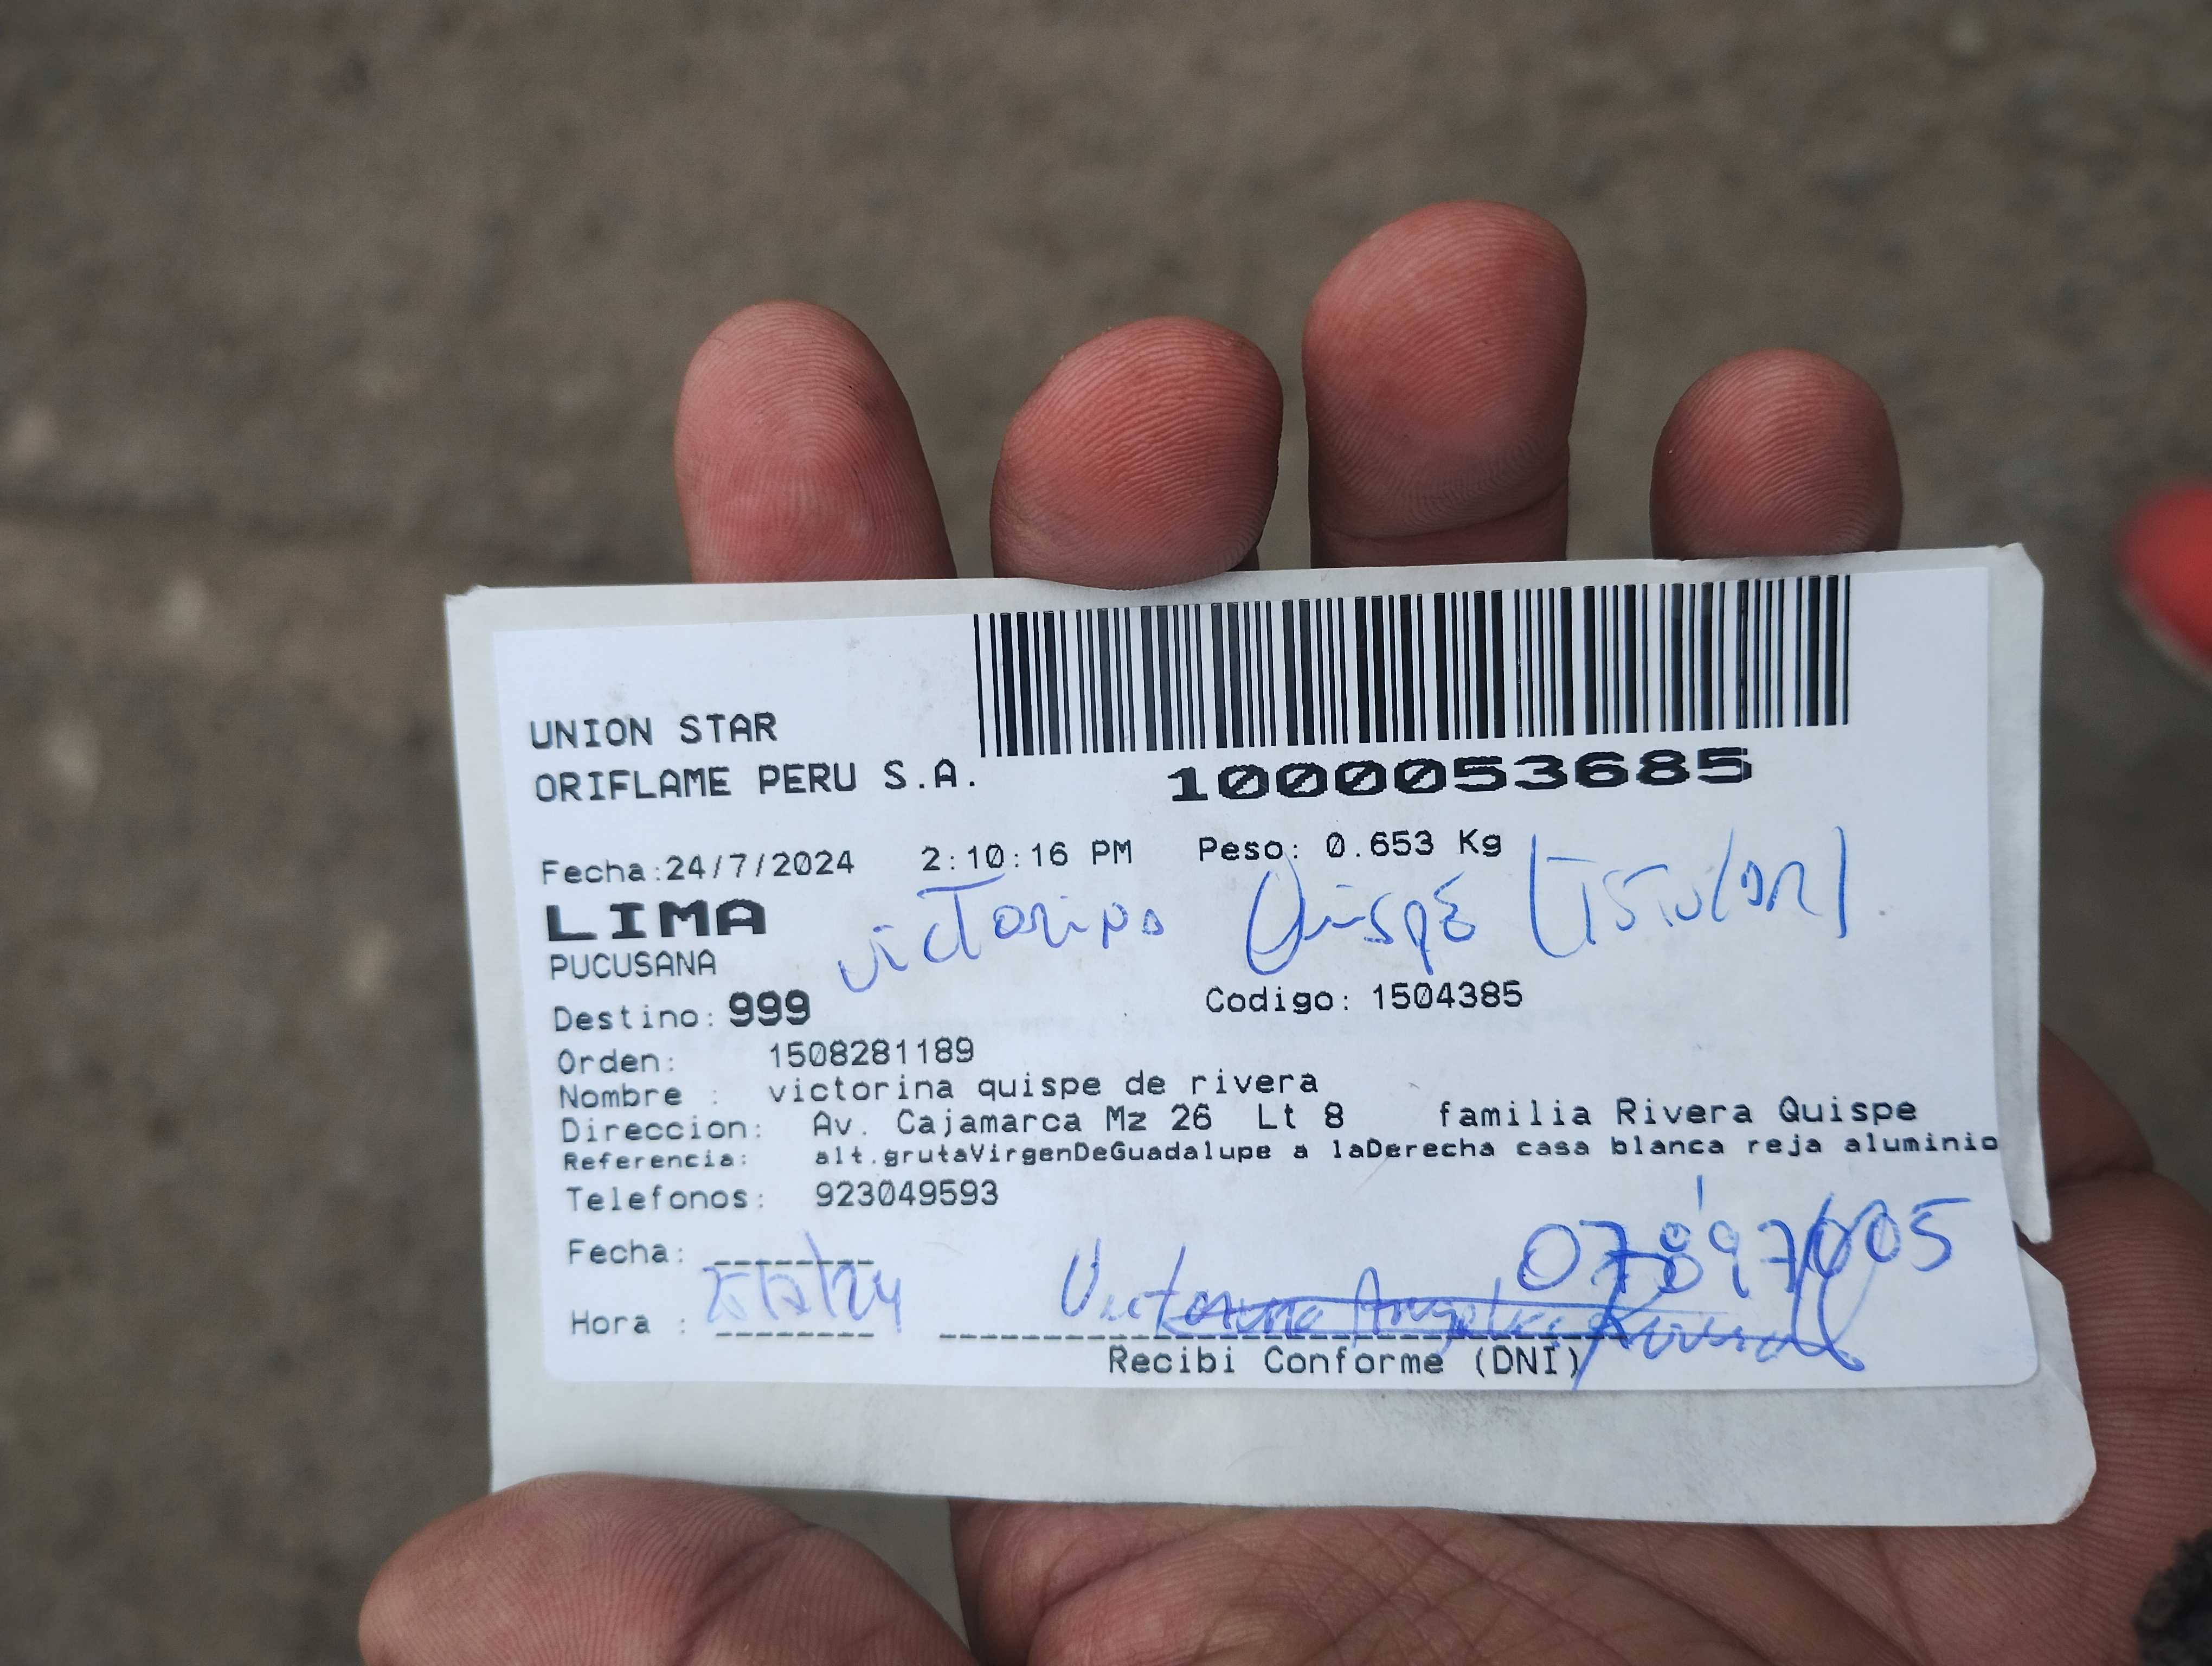 UNION STAR
ORIFLAME PERU S.A.
1000053685
Fecha:24/7/2024 2:10:16 PM Peso: 0.653 Kg
LIMA
Quispe
PUCUSANA
Destino: 999 Codigo: 1504385
Orden: 1508281189
Nombre : victorina quispe de rivera
Direccion: Av. Cajamarca Mz 26 Lt 8 familia Rivera Quispe
Referencia: alt.grutaVirgenDeGuadalupe a laDerecha casa blanca reja aluminio
Telefonos: 923049593
Fecha:
Hora :
Recibi Conforme (DNI)